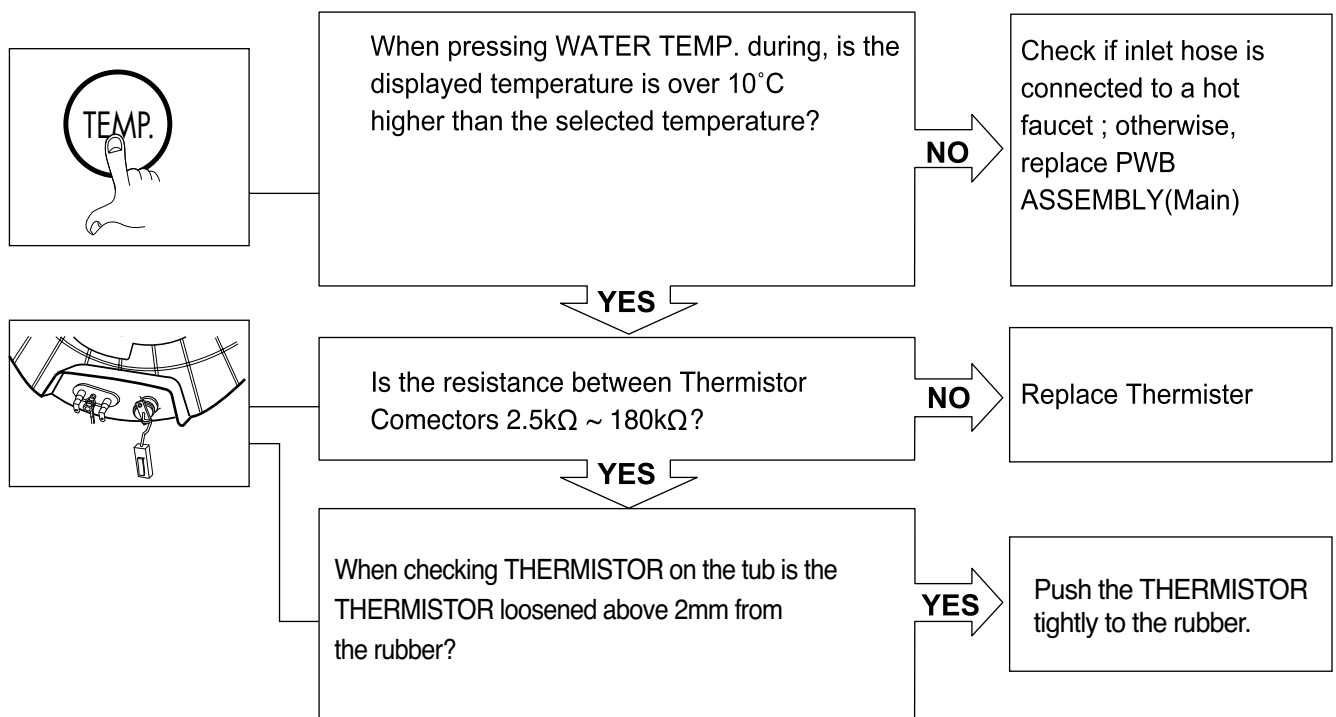 TEMP.
When pressing WATER TEMP. during, is the
displayed temperature is over 10˚C
higher than the selected temperature?
NO
Check if inlet hose is
connected to a hot
faucet ; otherwise,
replace PWB
ASSEMBLY(Main)
YES
Is the resistance between Thermistor
Comectors 2.5kΩ ~ 180kΩ?
NO
Replace Thermister
YES
When checking THERMISTOR on the tub is the
THERMISTOR loosened above 2mm from
the rubber?
YES
Push the THERMISTOR
tightly to the rubber.